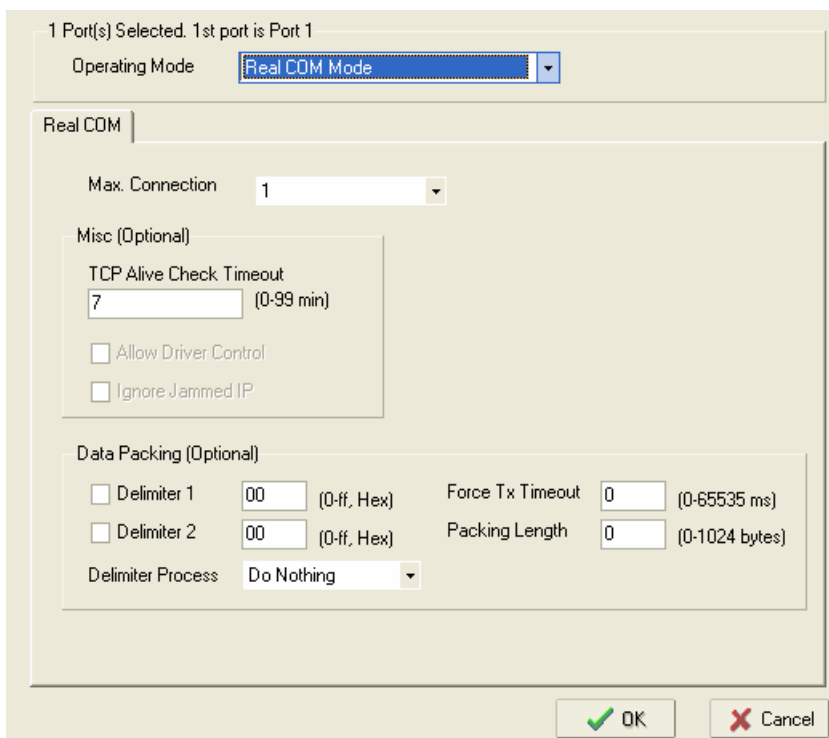 1 Port(s) Selected. 1st port is Port 1
Operating Mode Real COM Mode
Real COM
Max. Connection 1
Misc (Optional)
TCP Alive Check Timeout
7 (0-99 min)
Allow Driver Control
Ignore Jammed IP
Data Packing (Optional)
Delimiter 1 00 (0-ff, Hex) Force Tx Timeout 0 (0-65535 ms)
Delimiter 2 00 (0-ff, Hex) Packing Length 0 (0-1024 bytes)
Delimiter Process Do Nothing
OK Cancel